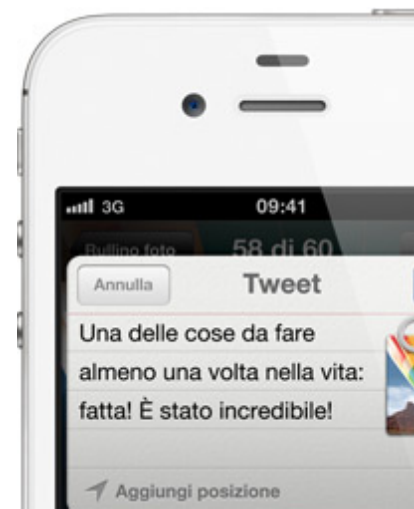 3G 09:41
Rullino foto 58 di 60
Annulla Tweet
Una delle cose da fare
almeno una volta nella vita:
fatta! È stato incredibile!
Aggiungi posizione